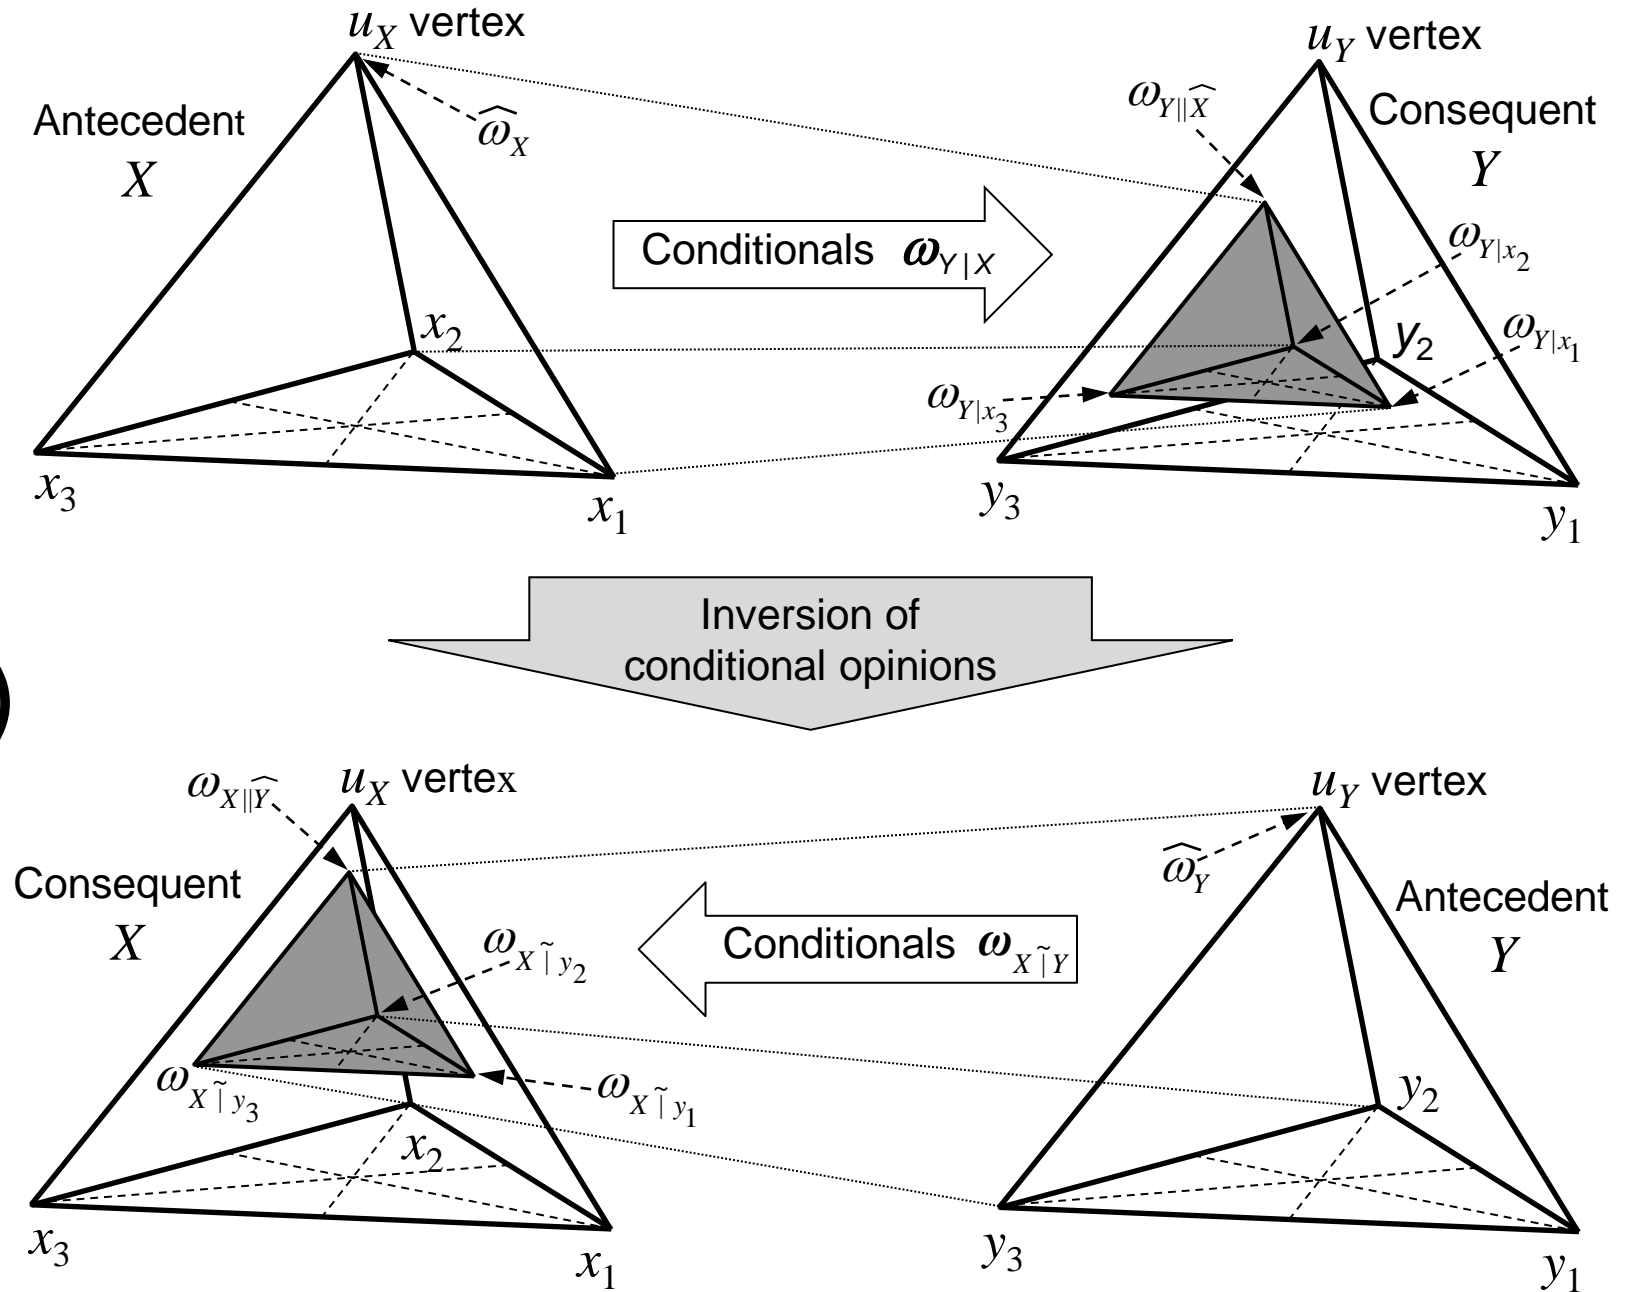 u_X vertex
u_Y vertex
ω_{Y||X̂}
Antecedent
X
ω̂_X
Consequent
Y
Conditionals ω_{Y|X}
ω_{Y|x_2}
x_2
y_2
ω_{Y|x_1}
ω_{Y|x_3}
x_3
x_1
y_3
y_1
Inversion of
conditional opinions
ω_{X||Ŷ}
u_X vertex
u_Y vertex
ω̂_Y
Consequent
X
Antecedent
Y
ω_{X |̃ y_2}
Conditionals ω_{X |̃ Y}
ω_{X |̃ y_3}
ω_{X |̃ y_1}
x_2
y_2
x_3
x_1
y_3
y_1